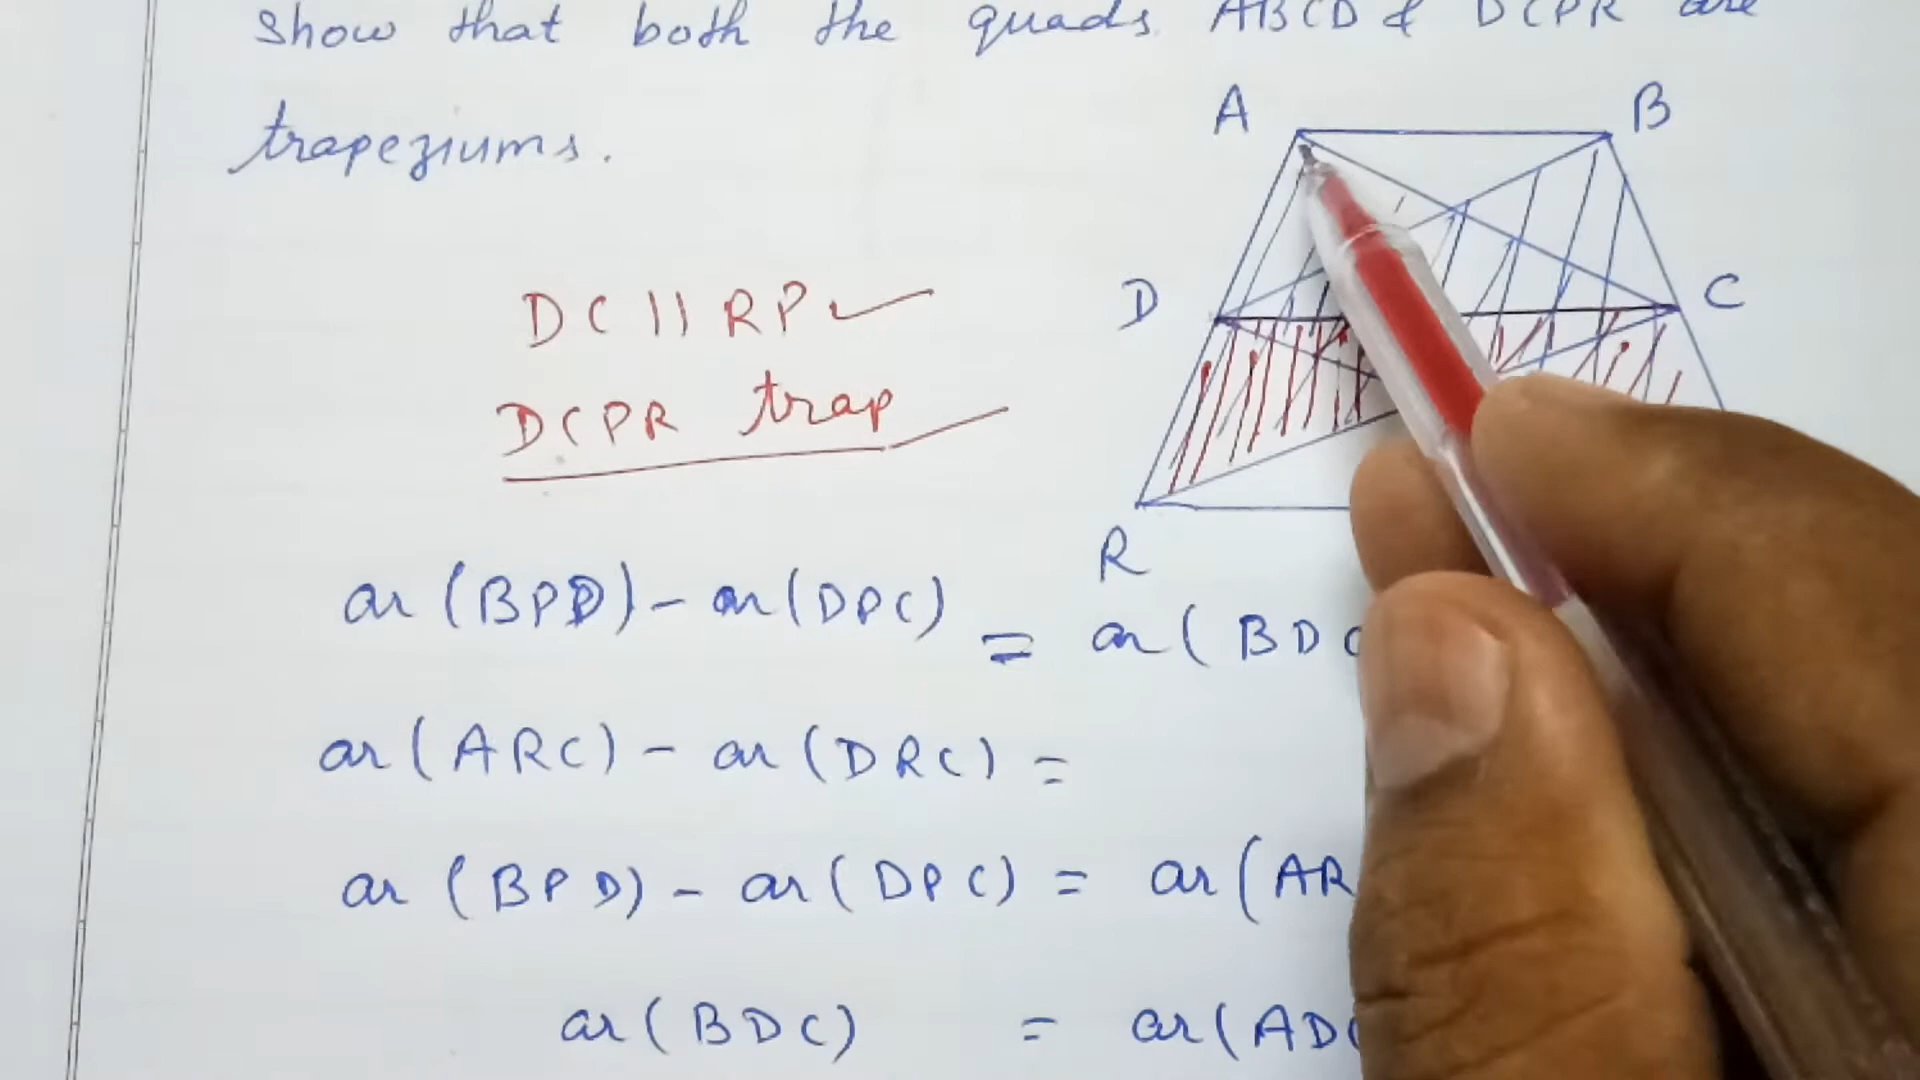 show that both the quads. ABCD & DCPR are
trapeziums.
A B
D C
R
DC || RP
DCPR trap
ar (BPD) - ar (DPC) = ar ( BDC
ar (ARC) - ar (DRC) =
ar (BPD) - ar (DPC) = ar (AR
ar (BDC) = ar (ADC